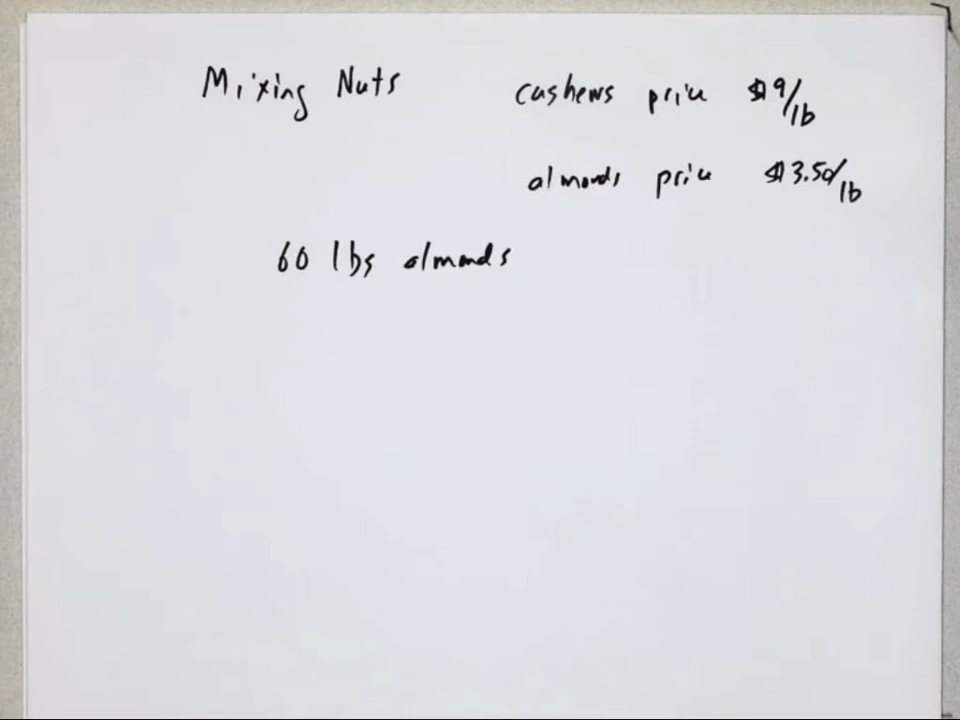 Mixing Nuts
cashews price $9/lb
almonds price $3.50/lb
60 lbs almonds